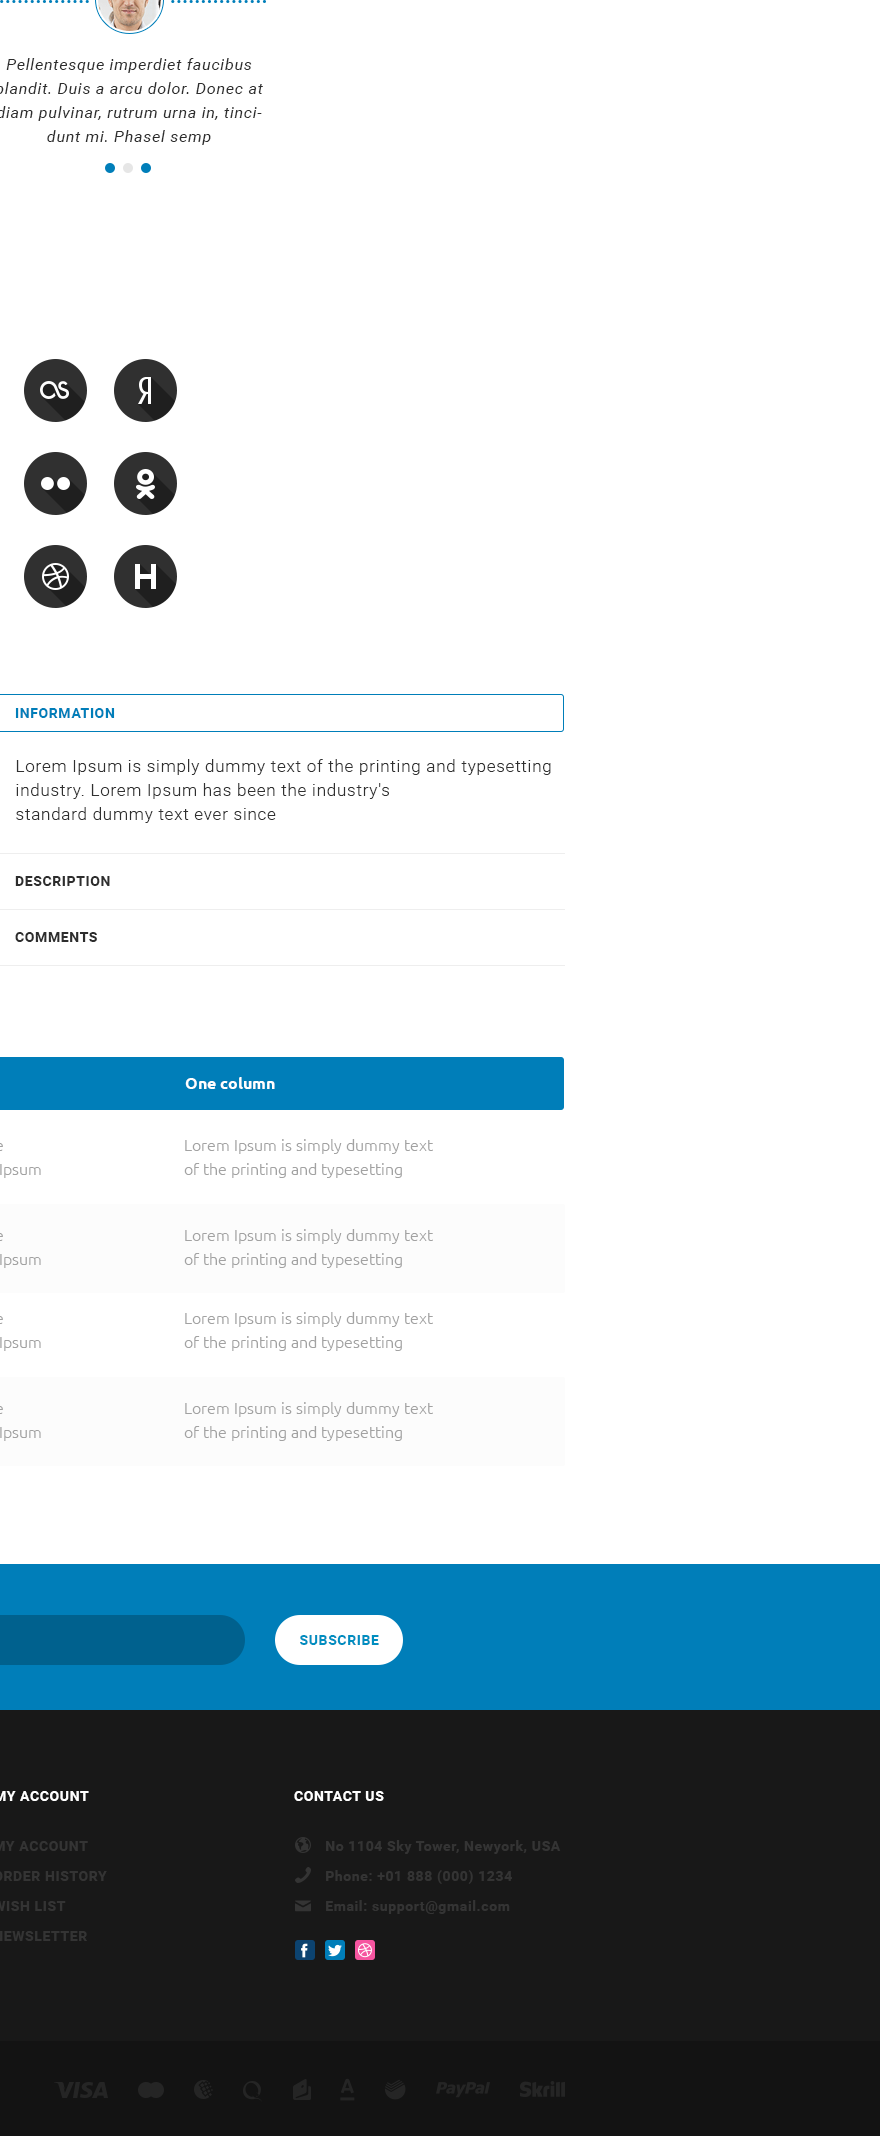 Pellentesque imperdiet faucibus
blandit. Duis a arcu dolor. Donec at
diam pulvinar, rutrum urna in, tinci-
dunt mi. Phasel semp
Я
H
INFORMATION
Lorem Ipsum is simply dummy text of the printing and typesetting
industry. Lorem Ipsum has been the industry's
standard dummy text ever since
DESCRIPTION
COMMENTS
One column
e
Ipsum
Lorem Ipsum is simply dummy text
of the printing and typesetting
e
Ipsum
Lorem Ipsum is simply dummy text
of the printing and typesetting
e
Ipsum
Lorem Ipsum is simply dummy text
of the printing and typesetting
e
Ipsum
Lorem Ipsum is simply dummy text
of the printing and typesetting
SUBSCRIBE
MY ACCOUNT
MY ACCOUNT
ORDER HISTORY
WISH LIST
NEWSLETTER
CONTACT US
No 1104 Sky Tower, Newyork, USA
Phone: +01 888 (000) 1234
Email: support@gmail.com
VISA PayPal Skrill